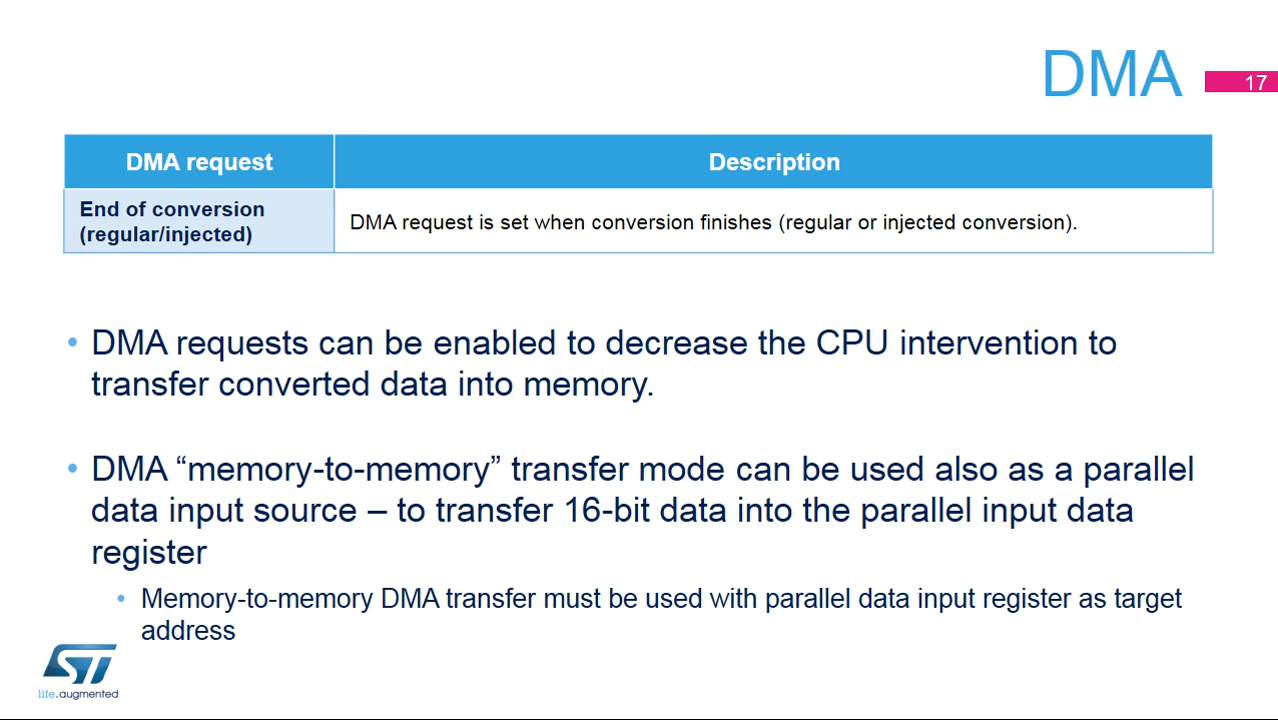 DMA
17
DMA request
Description
End of conversion
(regular/injected)
DMA request is set when conversion finishes (regular or injected conversion).
• DMA requests can be enabled to decrease the CPU intervention to
transfer converted data into memory.
• DMA “memory-to-memory” transfer mode can be used also as a parallel
data input source – to transfer 16-bit data into the parallel input data
register
• Memory-to-memory DMA transfer must be used with parallel data input register as target
address
ST
life.augmented